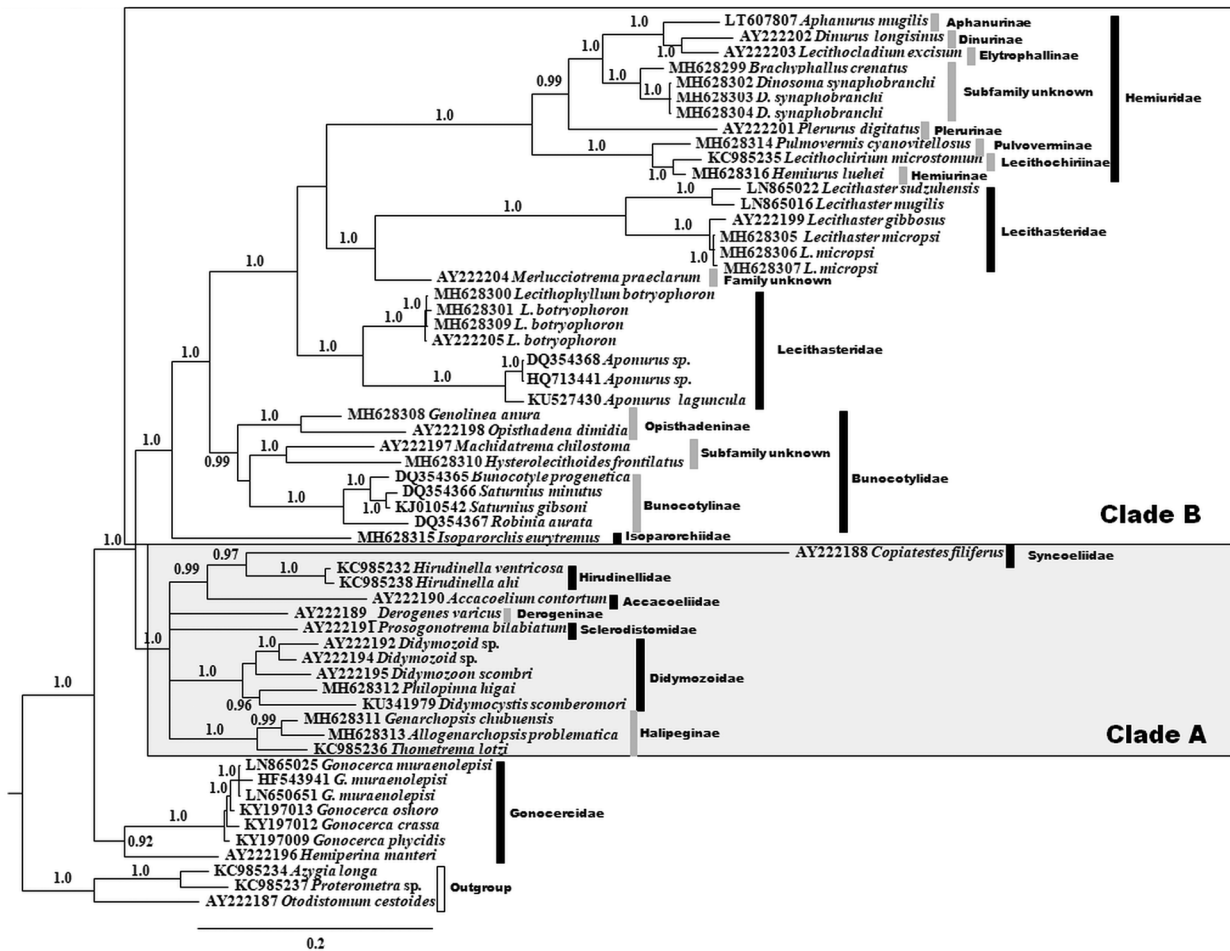 1.0 LT607807 Aphanurus mugilis Aphanurinae
AY222202 Dinurus longisinus Dinurinae
1.0 AY222203 Lecithocladium excisum Elytrophallinae
1.0
MH628299 Brachyphallus crenatus
0.99 1.0 MH628302 Dinosoma synaphobranchi
1.0 MH628303 D. synaphobranchi Subfamily unknown
MH628304 D. synaphobranchi
Hemiuridae
1.0 AY222201 Plerurus digitatus Plerurinae
MH628314 Pulmovermis cyanovitellosus Pulvoverminae
1.0 KC985235 Lecithochirium microstomum Lecithochiriinae
1.0 MH628316 Hemiurus luehei Hemiurinae
1.0 LN865022 Lecithaster sudzuhensis
LN865016 Lecithaster mugilis
1.0 AY222199 Lecithaster gibbosus
1.0 MH628305 Lecithaster micropsi Lecithasteridae
1.0 MH628306 L. micropsi
1.0 MH628307 L. micropsi
1.0 AY222204 Merlucciotrema praeclarum Family unknown
MH628300 Lecithophyllum botryophoron
1.0 MH628301 L. botryophoron
1.0 MH628309 L. botryophoron
AY222205 L. botryophoron
1.0 1.0 Lecithasteridae
1.0 DQ354368 Aponurus sp.
1.0 HQ713441 Aponurus sp.
KU527430 Aponurus laguncula
1.0 MH628308 Genolinea anura
AY222198 Opisthadena dimidia Opisthadeninae
1.0 AY222197 Machidatrema chilostoma
0.99 MH628310 Hysterolecithoides frontilatus Subfamily unknown
DQ354365 Bunocotyle progenetica Bunocotylidae
1.0 1.0 DQ354366 Saturnius minutus
1.0 KJ010542 Saturnius gibsoni Bunocotylinae
DQ354367 Robinia aurata
Clade B
1.0 MH628315 Isoparorchis eurytremus Isoparorchiidae
1.0
0.97 AY222188 Copiatestes filiferus Syncoeliidae
0.99 1.0 KC985232 Hirudinella ventricosa
KC985238 Hirudinella ahi Hirudinellidae
AY222190 Accacoelium contortum Accacoeliidae
AY222189 Derogenes varicus Derogeninae
1.0 AY222191 Prosogonotrema bilabiatum Sclerodistomidae
1.0 AY222192 Didymozoid sp.
AY222194 Didymozoid sp.
1.0 AY222195 Didymozoon scombri Didymozoidae
MH628312 Philopinna higai
0.96 KU341979 Didymocystis scomberomori
0.99 MH628311 Genarchopsis chubuensis
1.0 MH628313 Allogenarchopsis problematica Halipeginae
KC985236 Thometrema lotzi
Clade A
1.0 LN865025 Gonocerca muraenolepisi
HF543941 G. muraenolepisi
1.0 LN650651 G. muraenolepisi
1.0 KY197013 Gonocerca oshoro Gonocercidae
KY197012 Gonocerca crassa
0.92 KY197009 Gonocerca phycidis
AY222196 Hemiperina manteri
1.0 1.0 KC985234 Azygia longa
KC985237 Proterometra sp. Outgroup
AY222187 Otodistomum cestoides
0.2